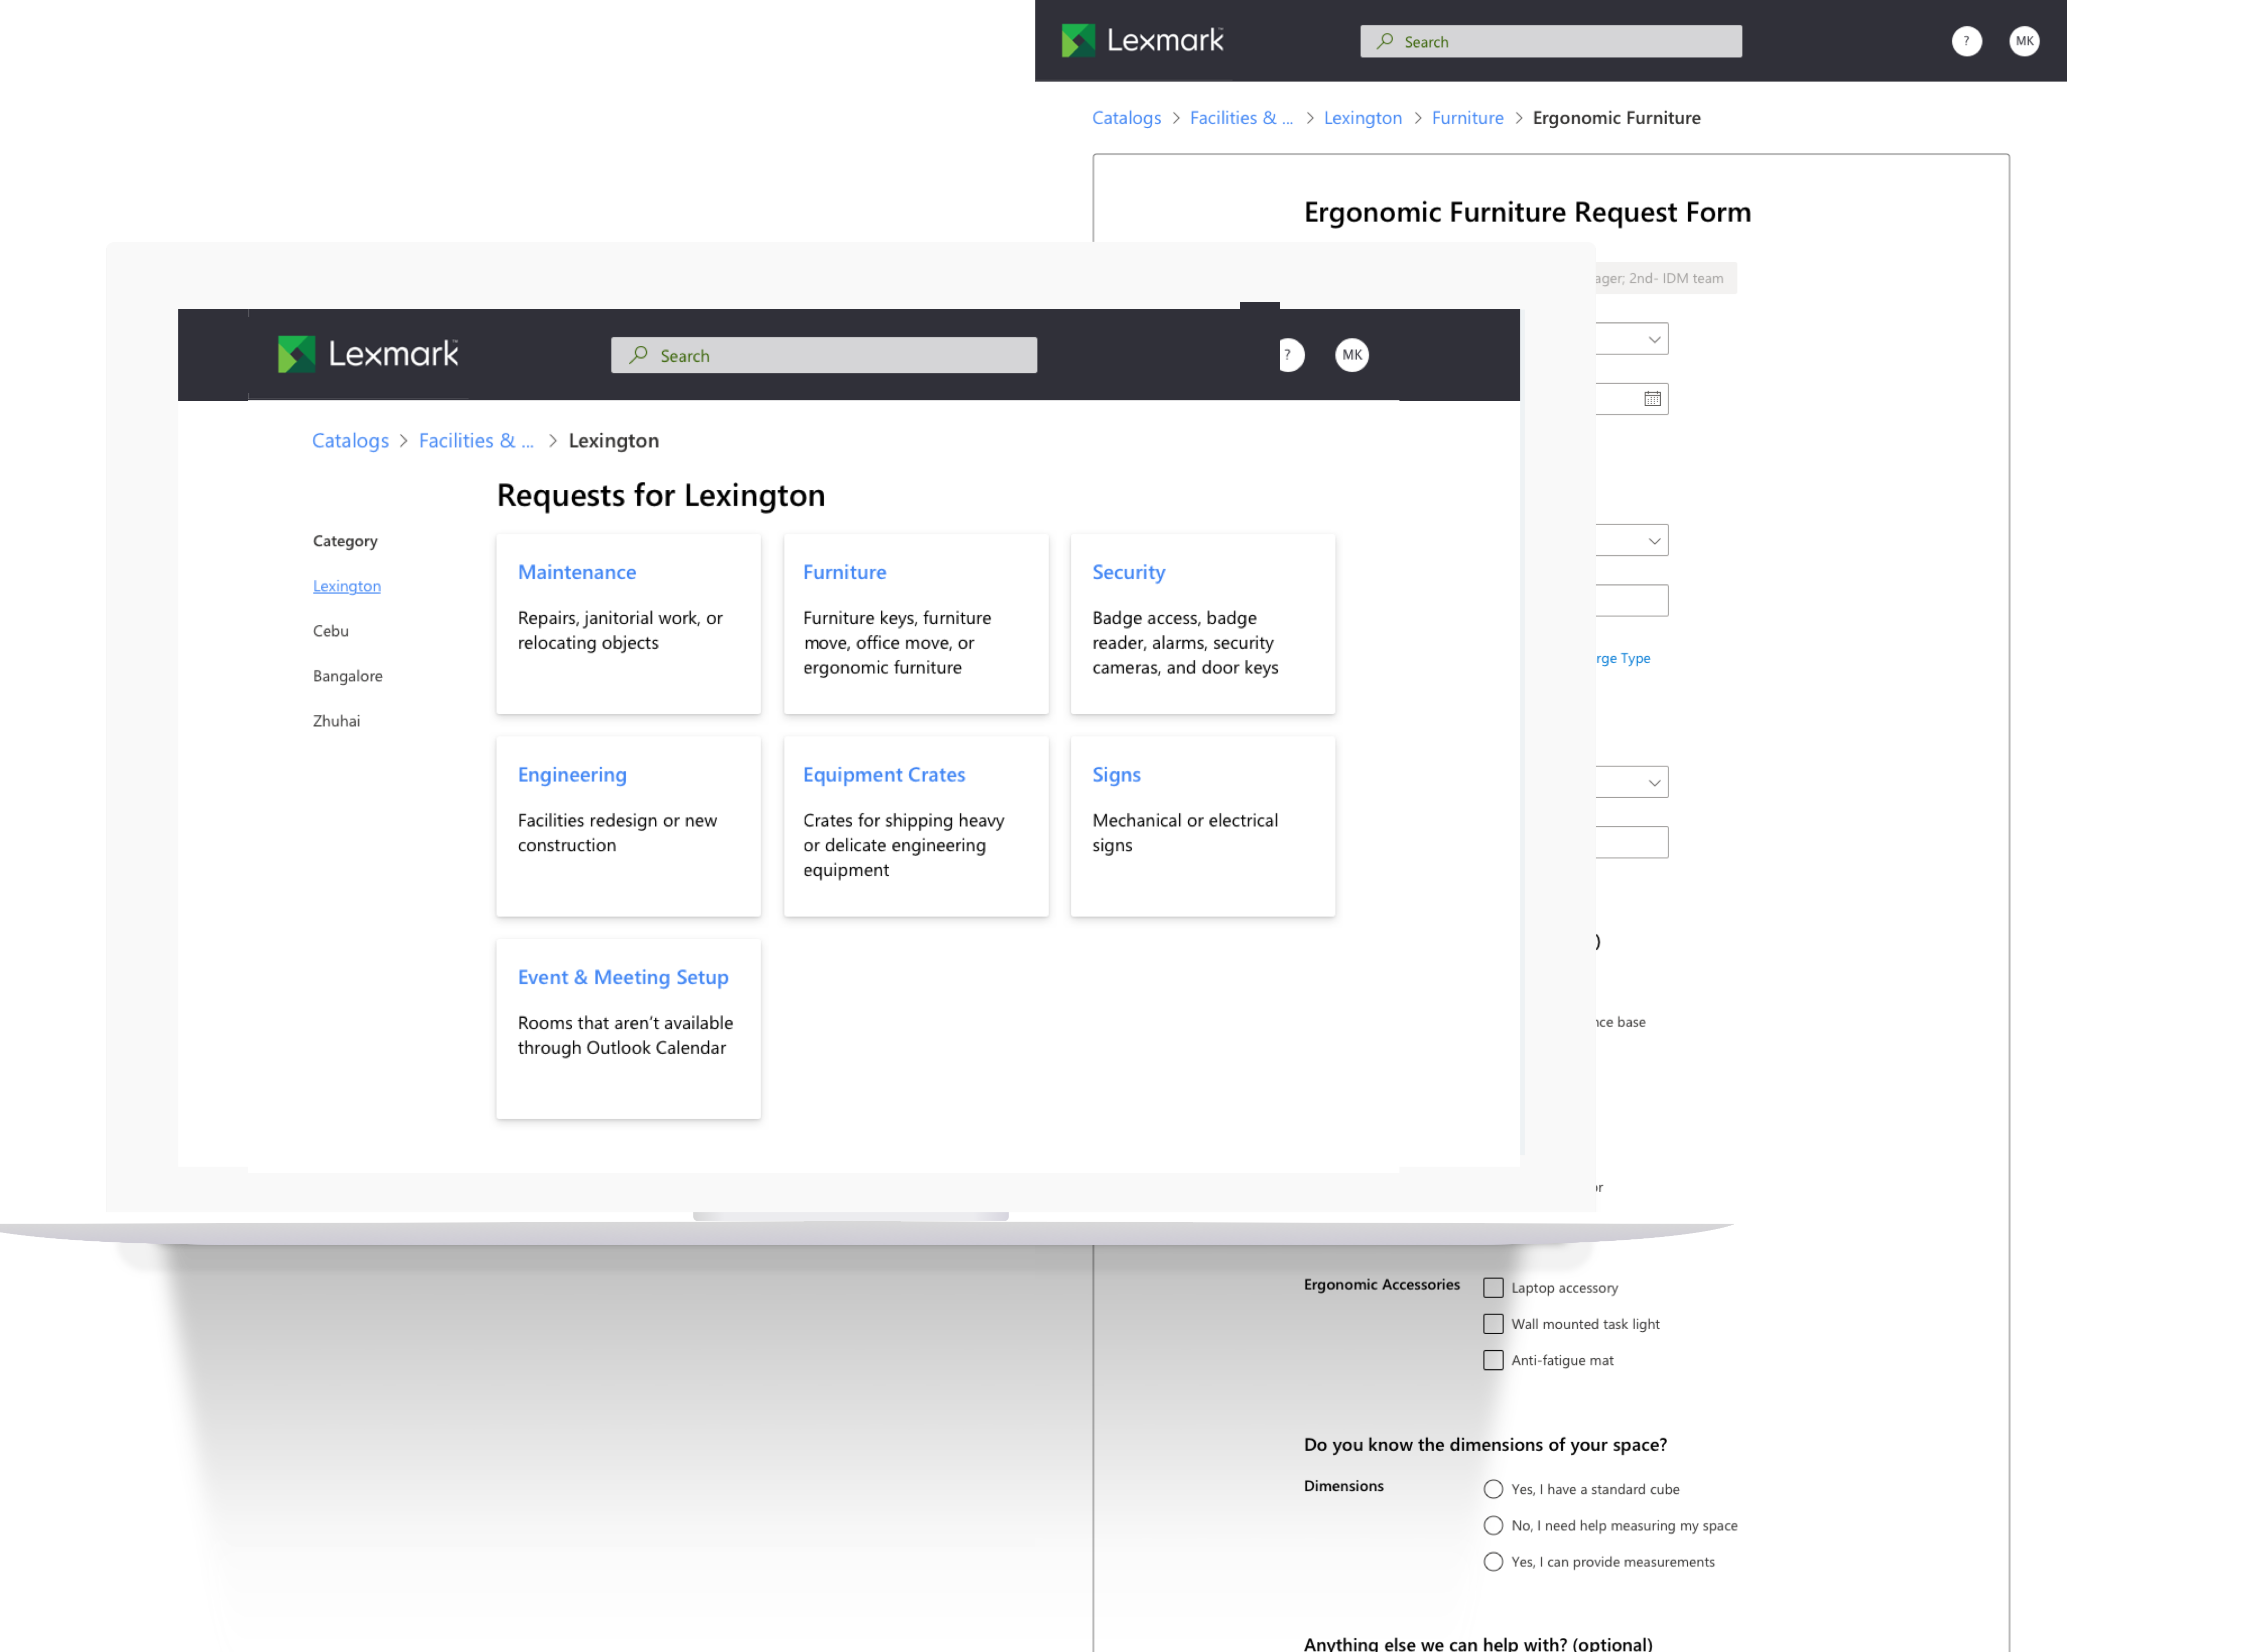 Lexmark
Search
?
MK
Catalogs > Facilities & ... > Lexington > Furniture > Ergonomic Furniture
Ergonomic Furniture Request Form
2nd- IDM team
Type
base
Ergonomic Accessories
Laptop accessory
Wall mounted task light
Anti-fatigue mat
Do you know the dimensions of your space?
Dimensions
Yes, I have a standard cube
No, I need help measuring my space
Yes, I can provide measurements
Anything else we can help with? (optional)
Lexmark
Search
?
MK
Catalogs > Facilities & ... > Lexington
Requests for Lexington
Category
Lexington
Cebu
Bangalore
Zhuhai
Maintenance
Repairs, janitorial work, or
relocating objects
Furniture
Furniture keys, furniture
move, office move, or
ergonomic furniture
Security
Badge access, badge
reader, alarms, security
cameras, and door keys
Engineering
Facilities redesign or new
construction
Equipment Crates
Crates for shipping heavy
or delicate engineering
equipment
Signs
Mechanical or electrical
signs
Event & Meeting Setup
Rooms that aren't available
through Outlook Calendar